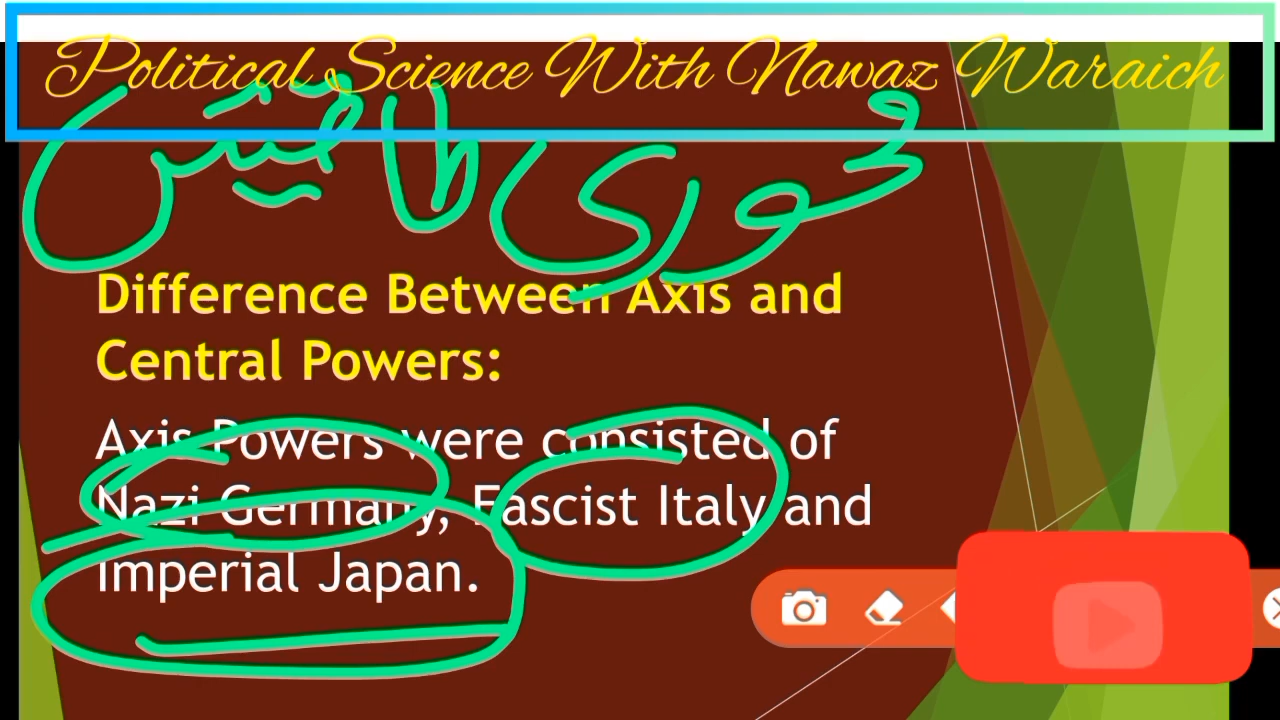 Political Science With Nawaz Waraich
محوری طاقتیں
Difference Between Axis and
Central Powers:
Axis Powers were consisted of
Nazi Germany, Fascist Italy and
Imperial Japan.